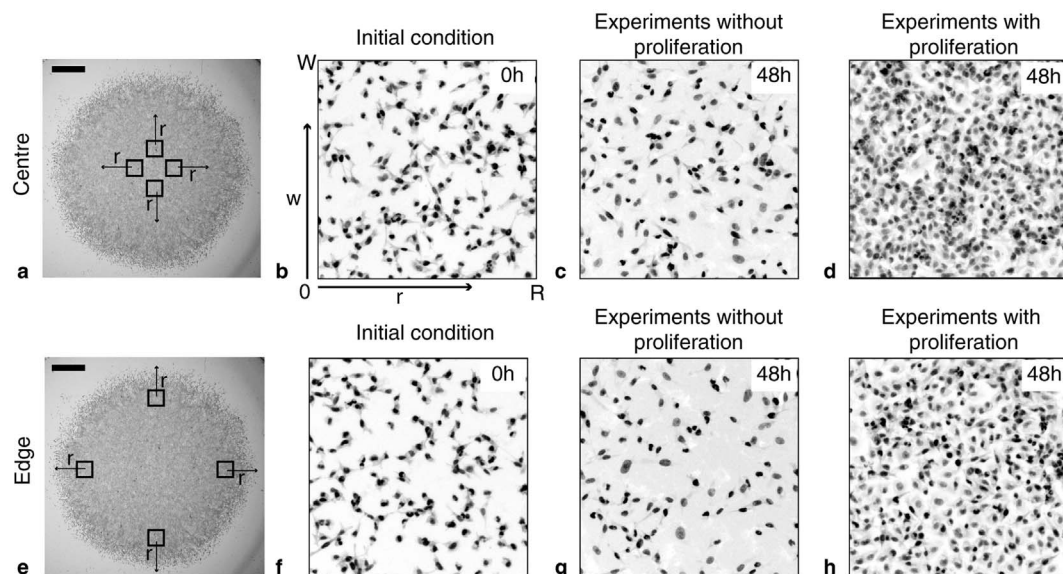 Initial condition
Experiments without
proliferation
Experiments with
proliferation
Centre
r
r
r
r
a
W
w
0h
0
r
R
b
48h
c
48h
d
Initial condition
Experiments without
proliferation
Experiments with
proliferation
Edge
r
r
r
r
e
0h
f
48h
g
48h
h